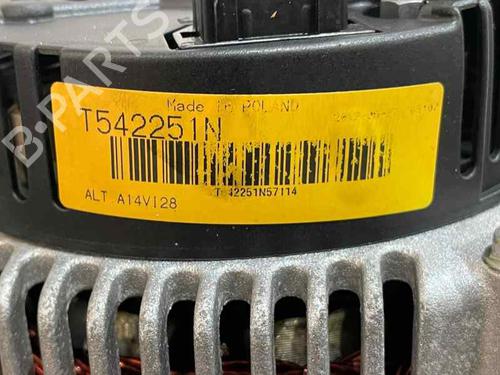 Made in POLAND
T542251N
T542251N57114
ALT A14VI28
B-PARTS